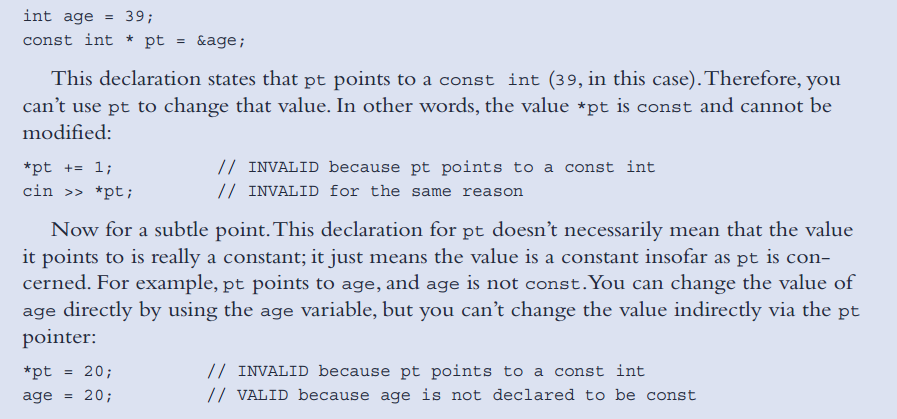 int age = 39;
const int * pt = &age;
This declaration states that pt points to a const int (39, in this case). Therefore, you
can’t use pt to change that value. In other words, the value *pt is const and cannot be
modified:
*pt += 1; // INVALID because pt points to a const int
cin >> *pt; // INVALID for the same reason
Now for a subtle point. This declaration for pt doesn’t necessarily mean that the value
it points to is really a constant; it just means the value is a constant insofar as pt is con-
cerned. For example, pt points to age, and age is not const. You can change the value of
age directly by using the age variable, but you can’t change the value indirectly via the pt
pointer:
*pt = 20; // INVALID because pt points to a const int
age = 20; // VALID because age is not declared to be const